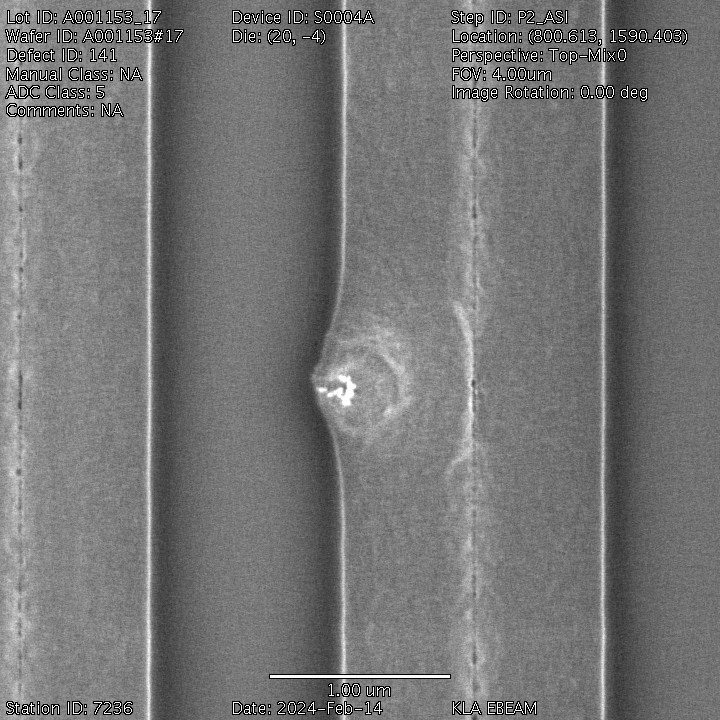 Lot ID: A001153_17 Device ID: S0004A Step ID: P2_ASI
Wafer ID: A001153#17 Die: (20, -4) Location: (800.613, 1590.403)
Defect ID: 141 Perspective: Top-Mix0
Manual Class: NA FOV: 4.00um
ADC Class: 5 Image Rotation: 0.00 deg
Comments: NA
1.00 um
Station ID: 7236 Date: 2024-Feb-14 KLA EBEAM